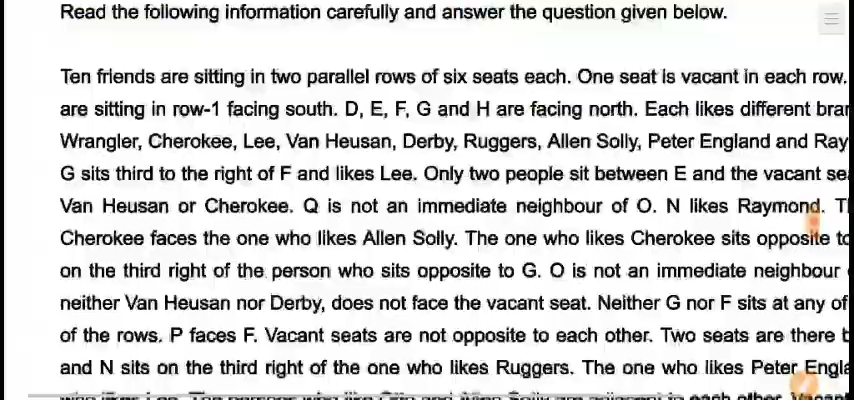 Read the following information carefully and answer the question given below.
Ten friends are sitting in two parallel rows of six seats each. One seat is vacant in each row.
are sitting in row-1 facing south. D, E, F, G and H are facing north. Each likes different
Wrangler, Cherokee, Lee, Van Heusan, Derby, Ruggers, Allen Solly, Peter England and
G sits third to the right of F and likes Lee. Only two people sit between E and the vacant
Van Heusan or Cherokee. Q is not an immediate neighbour of O. N likes Raymond.
Cherokee faces the one who likes Allen Solly. The one who likes Cherokee sits opposite
on the third right of the person who sits opposite to G. O is not an immediate neighbour
neither Van Heusan nor Derby, does not face the vacant seat. Neither G nor F sits at any of
of the rows. P faces F. Vacant seats are not opposite to each other. Two seats are there
and N sits on the third right of the one who likes Ruggers. The one who likes Peter